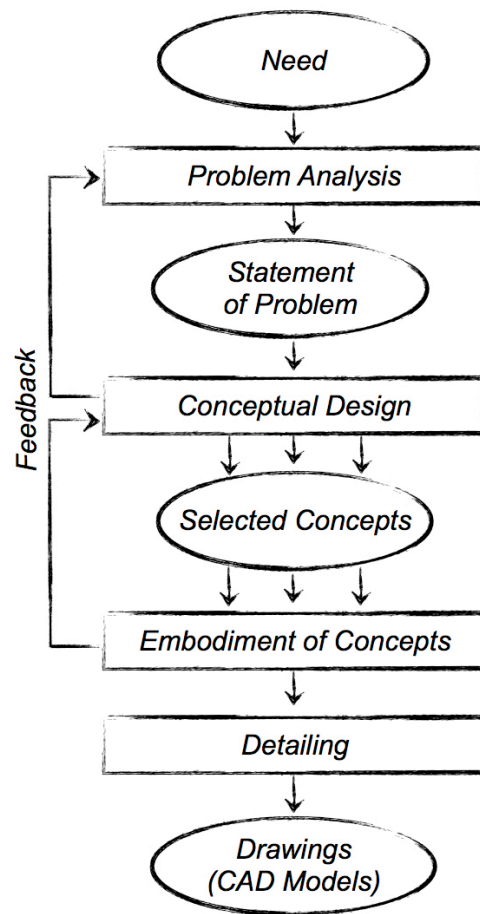 Need
Problem Analysis
Statement
of Problem
Conceptual Design
Feedback
Selected Concepts
Embodiment of Concepts
Detailing
Drawings
(CAD Models)